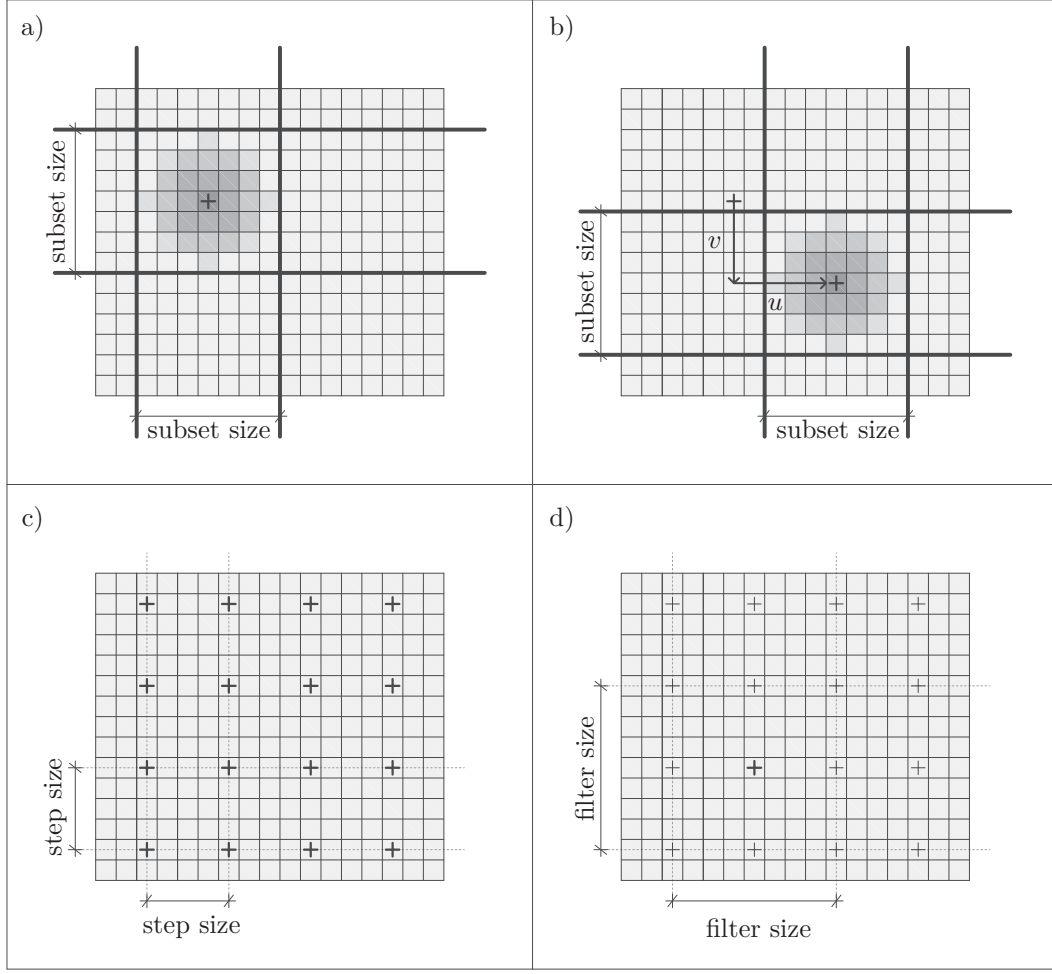 a)
subset size
subset size
b)
subset size
v
u
subset size
c)
step size
step size
d)
filter size
filter size